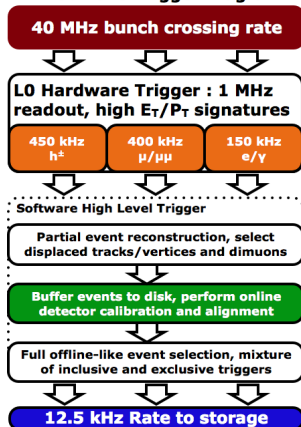 40 MHz bunch crossing rate
L0 Hardware Trigger : 1 MHz
readout, high E_T/P_T signatures
450 kHz
h±
400 kHz
μ/μμ
150 kHz
e/γ
Software High Level Trigger
Partial event reconstruction, select
displaced tracks/vertices and dimuons
Buffer events to disk, perform online
detector calibration and alignment
Full offline-like event selection, mixture
of inclusive and exclusive triggers
12.5 kHz Rate to storage